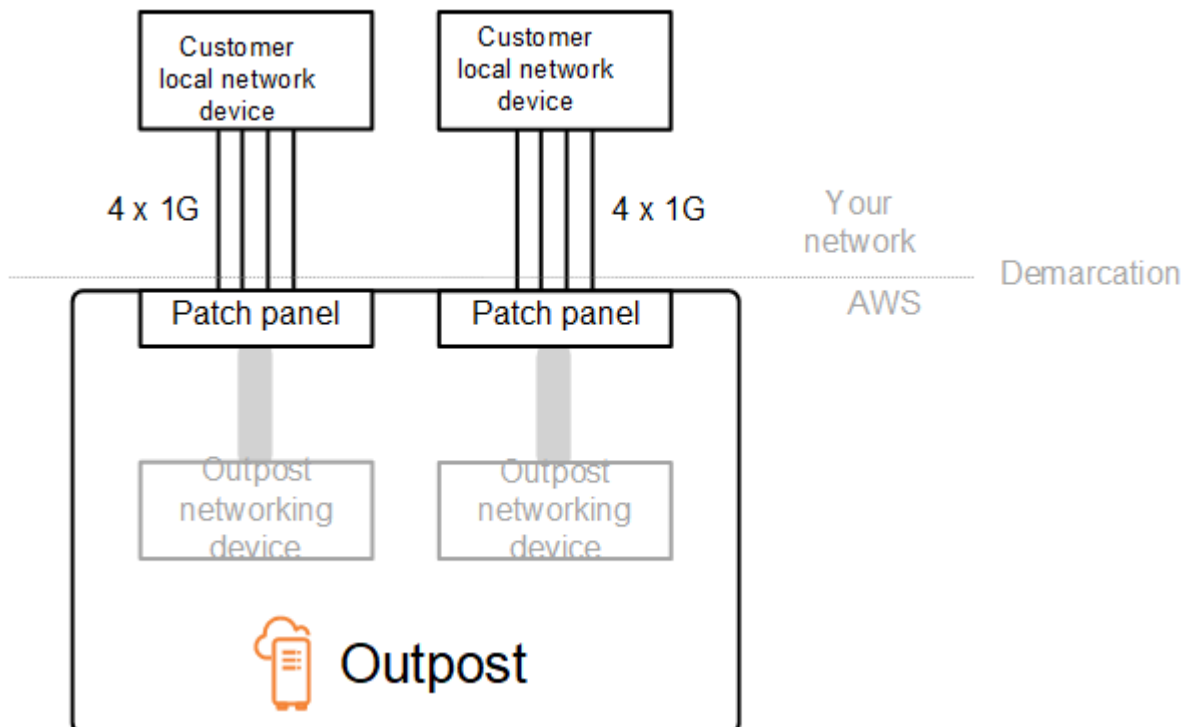 Customer
local network
device
Customer
local network
device
4 x 1G
4 x 1G
Your
network
Demarcation
AWS
Patch panel
Patch panel
Outpost
networking
device
Outpost
networking
device
Outpost